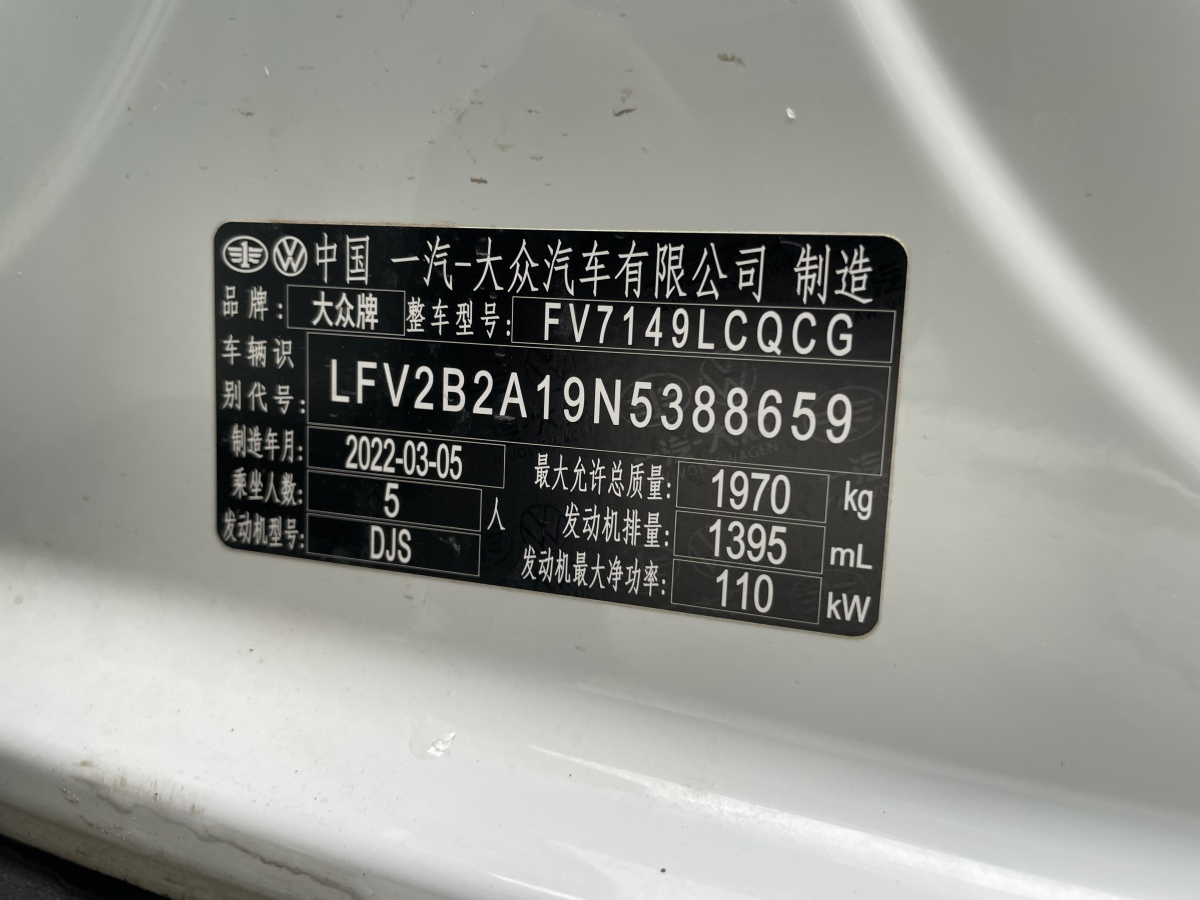 中国 一汽-大众汽车有限公司 制造
品牌: 大众牌 整车型号: FV7149LCQCG
车辆识别代号: LFV2B2A19N5388659
制造年月: 2022-03-05
乘坐人数: 5 人
发动机型号: DJS
最大允许总质量: 1970 kg
发动机排量: 1395 mL
发动机最大净功率: 110 kW